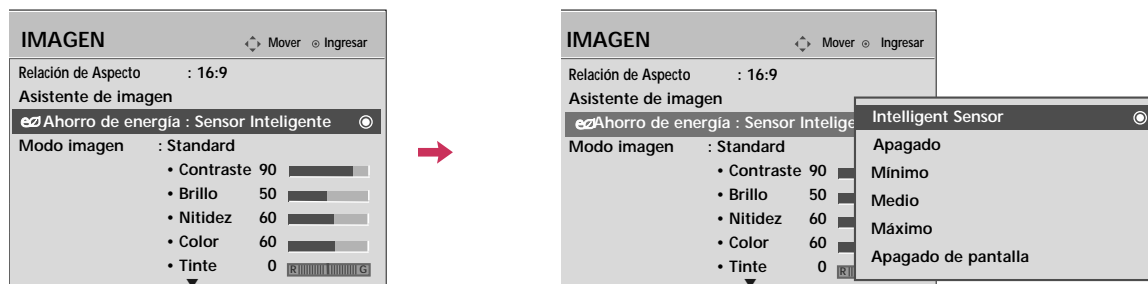 IMAGEN
Mover Ingresar
Relación de Aspecto : 16:9
Asistente de imagen
Ahorro de energía : Sensor Inteligente
Modo imagen : Standard
• Contraste 90
• Brillo 50
• Nitidez 60
• Color 60
• Tinte 0 R G
IMAGEN
Mover Ingresar
Relación de Aspecto : 16:9
Asistente de imagen
Ahorro de energía : Sensor Intelige
Modo imagen : Standard
• Contraste 90
• Brillo 50
• Nitidez 60
• Color 60
• Tinte 0 R
Intelligent Sensor
Apagado
Mínimo
Medio
Máximo
Apagado de pantalla